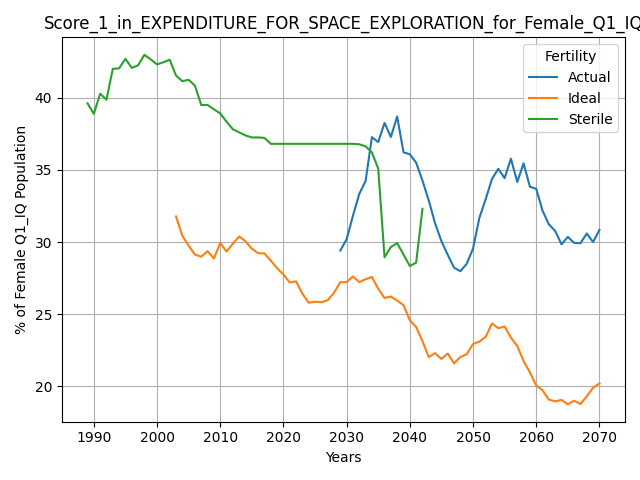 Score_1_in_EXPENDITURE_FOR_SPACE_EXPLORATION_for_Female_Q1_IQ
Fertility
Actual
Ideal
Sterile
% of Female Q1_IQ Population
40
35
30
25
20
1990 2000 2010 2020 2030 2040 2050 2060 2070
Years